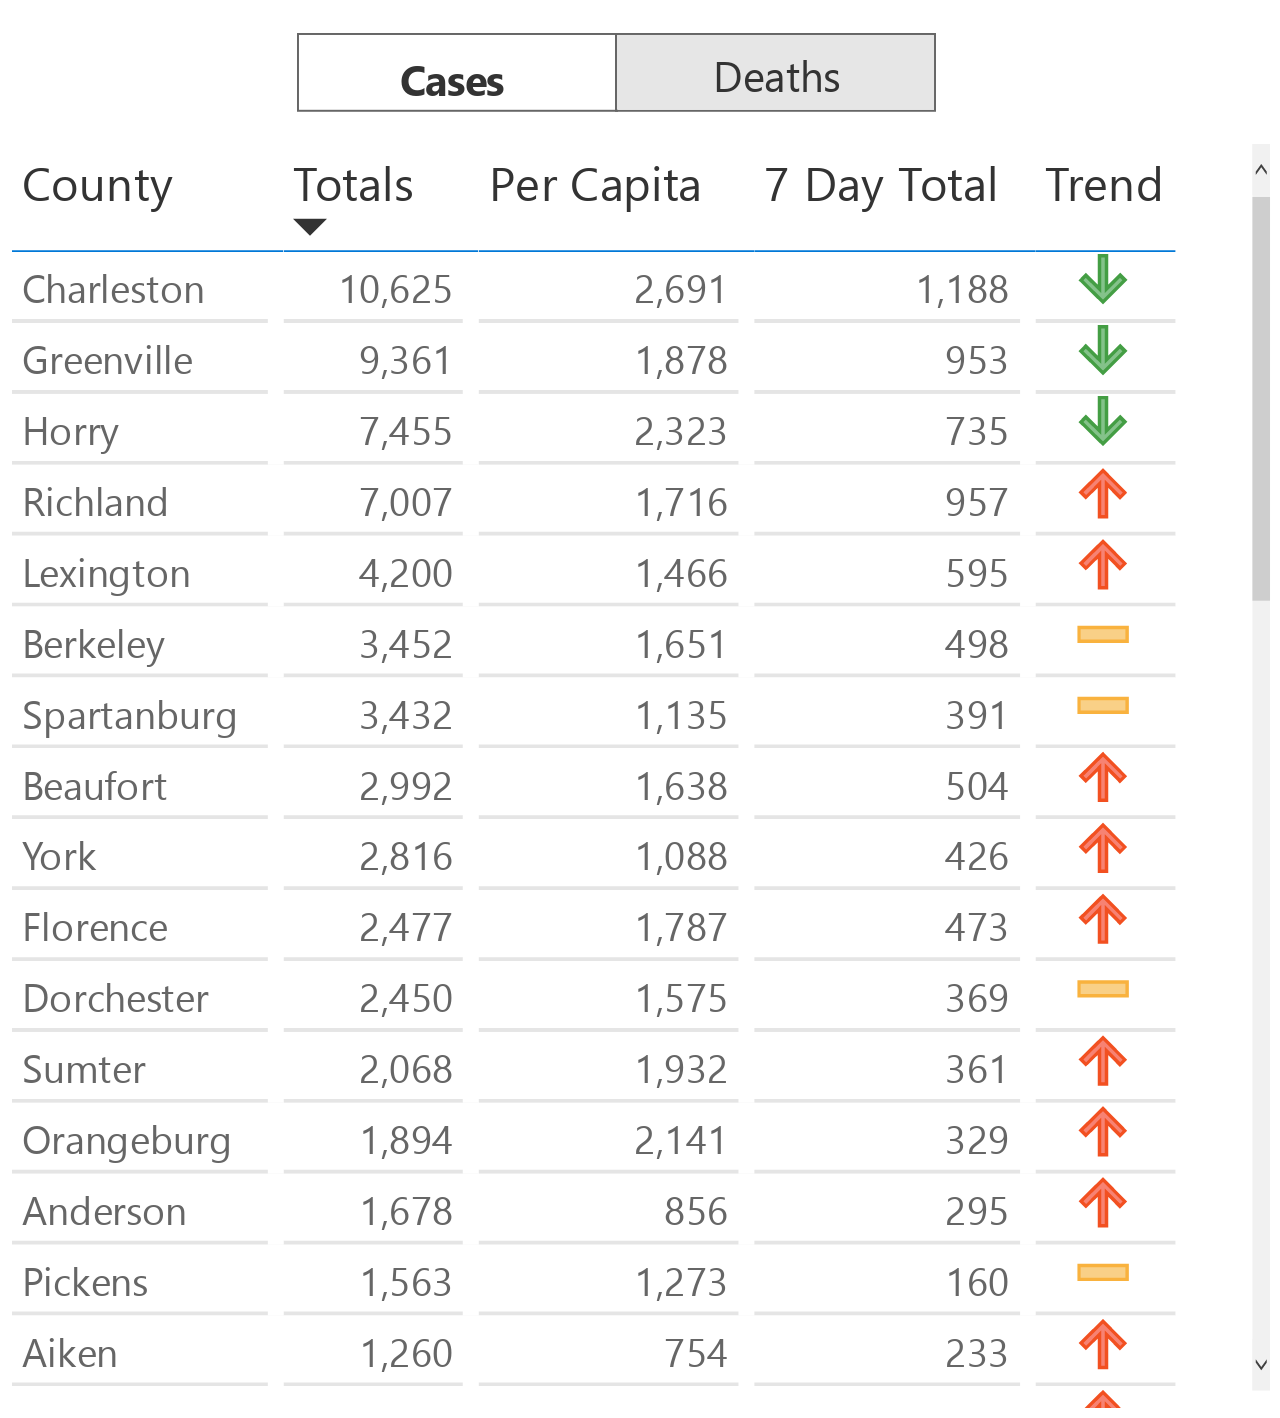 Cases Deaths
County Totals Per Capita 7 Day Total Trend
Charleston 10,625 2,691 1,188
Greenville 9,361 1,878 953
Horry 7,455 2,323 735
Richland 7,007 1,716 957
Lexington 4,200 1,466 595
Berkeley 3,452 1,651 498
Spartanburg 3,432 1,135 391
Beaufort 2,992 1,638 504
York 2,816 1,088 426
Florence 2,477 1,787 473
Dorchester 2,450 1,575 369
Sumter 2,068 1,932 361
Orangeburg 1,894 2,141 329
Anderson 1,678 856 295
Pickens 1,563 1,273 160
Aiken 1,260 754 233